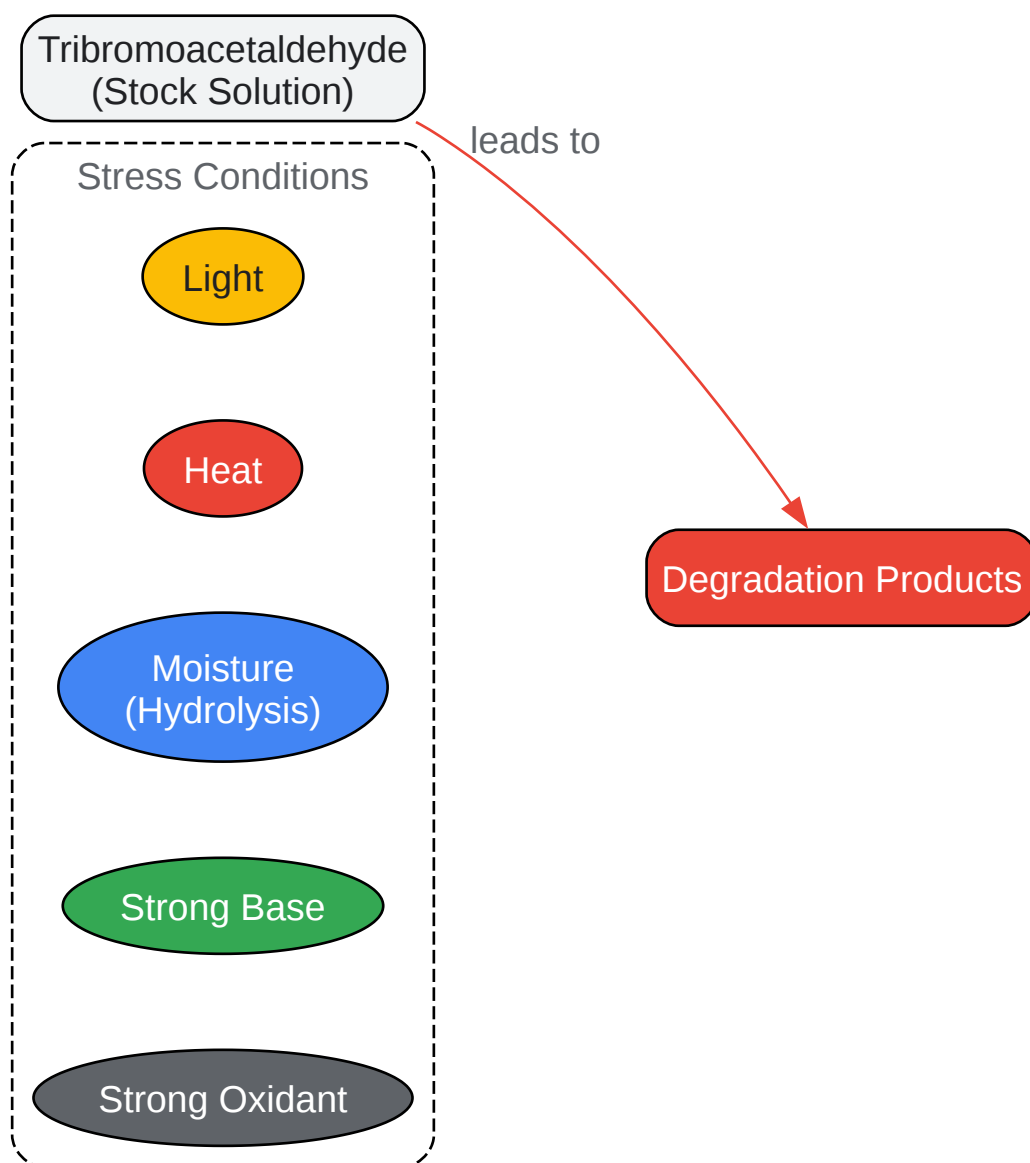 Tribromoacetaldehyde
(Stock Solution)
leads to
Stress Conditions
Light
Heat
Degradation Products
Moisture
(Hydrolysis)
Strong Base
Strong Oxidant